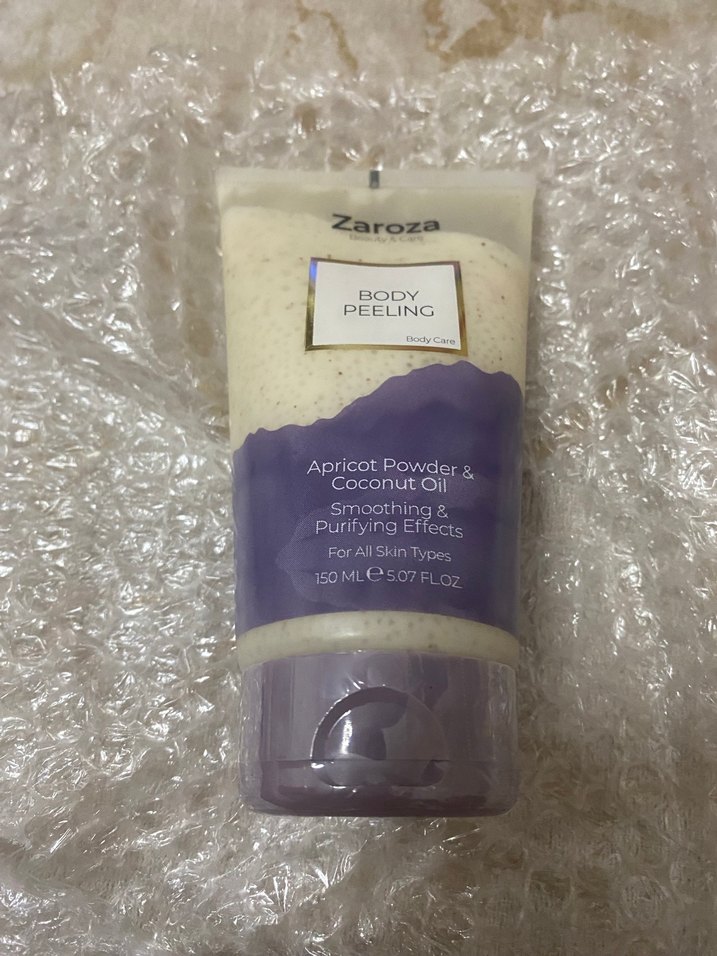 Zaroza
Beauty & Care
BODY
PEELING
Body Care
Apricot Powder &
Coconut Oil
Smoothing &
Purifying Effects
For All Skin Types
150 ML ℮ 5.07 FL.OZ